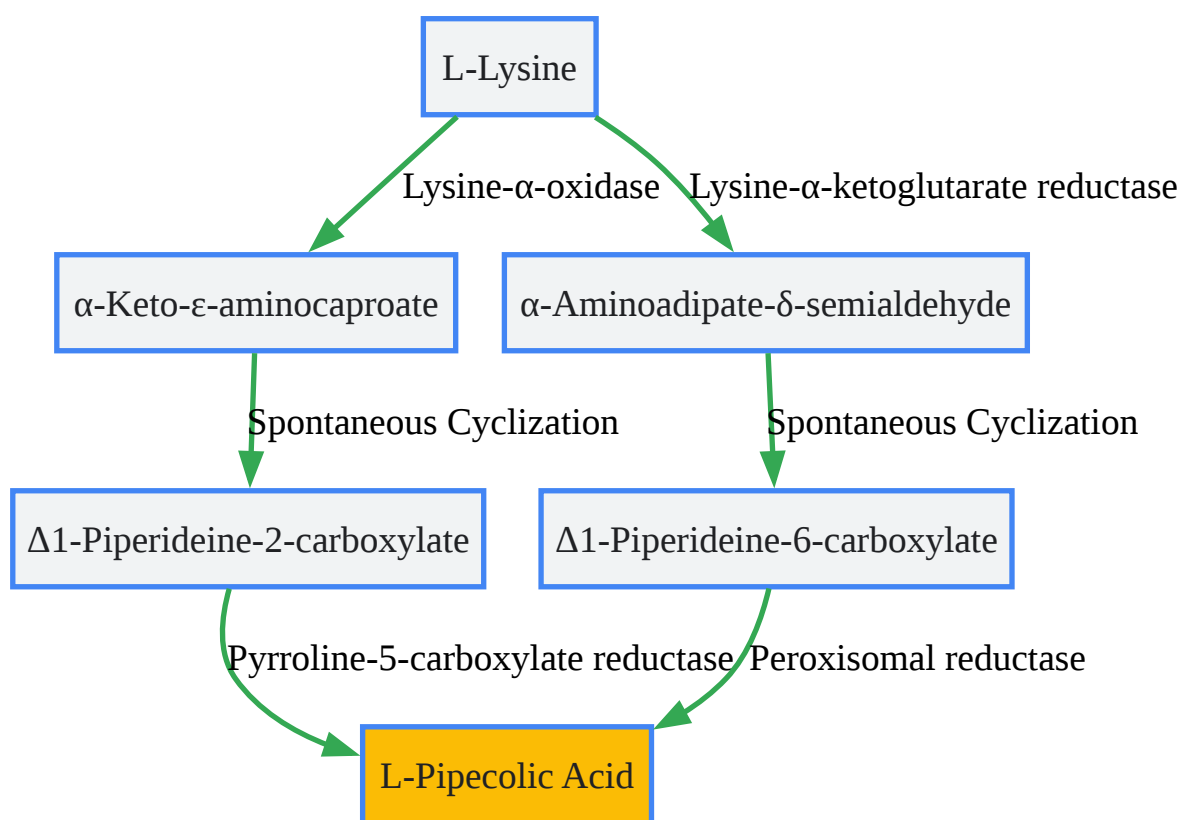 L-Lysine
Lysine-α-oxidase
Lysine-α-ketoglutarate reductase
α-Keto-ε-aminocaproate
α-Aminoadipate-δ-semialdehyde
Spontaneous Cyclization
Spontaneous Cyclization
Δ1-Piperideine-2-carboxylate
Δ1-Piperideine-6-carboxylate
Pyrroline-5-carboxylate reductase
Peroxisomal reductase
L-Pipecolic Acid